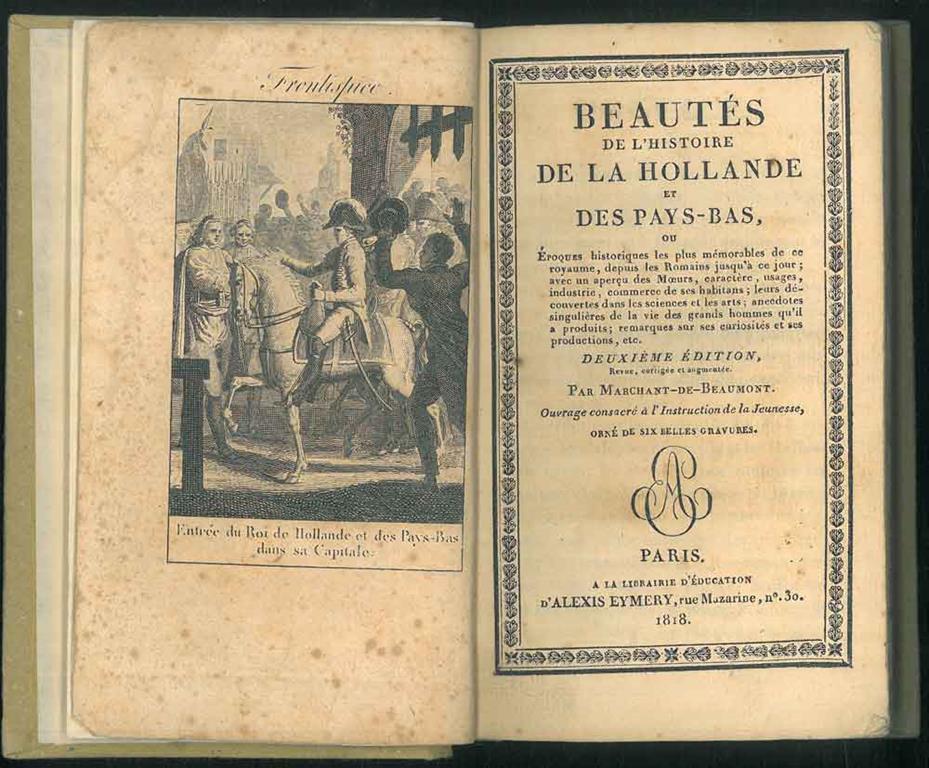 Frontispice.
Entrée du Roi de Hollande et des Pays-Bas
dans sa Capitale.
BEAUTÉS
DE L'HISTOIRE
DE LA HOLLANDE
ET
DES PAYS-BAS,
OU
ÉPOQUES historiques les plus mémorables de ce
royaume, depuis les Romains jusqu'à ce jour;
avec un aperçu des Mœurs, caractère, usages,
industrie, commerce de ses habitans; leurs dé-
couvertes dans les sciences et les arts; anecdotes
singulières de la vie des grands hommes qu'il
a produits; remarques sur ses curiosités et ses
productions, etc.
DEUXIÈME ÉDITION,
Revue, corrigée et augmentée.
PAR MARCHANT-DE-BEAUMONT.
Ouvrage consacré à l'Instruction de la Jeunesse,
ORNÉ DE SIX BELLES GRAVURES.
AE
PARIS.
A LA LIBRAIRIE D'ÉDUCATION
D'ALEXIS EYMERY, rue Mazarine, n°. 30.
1818.